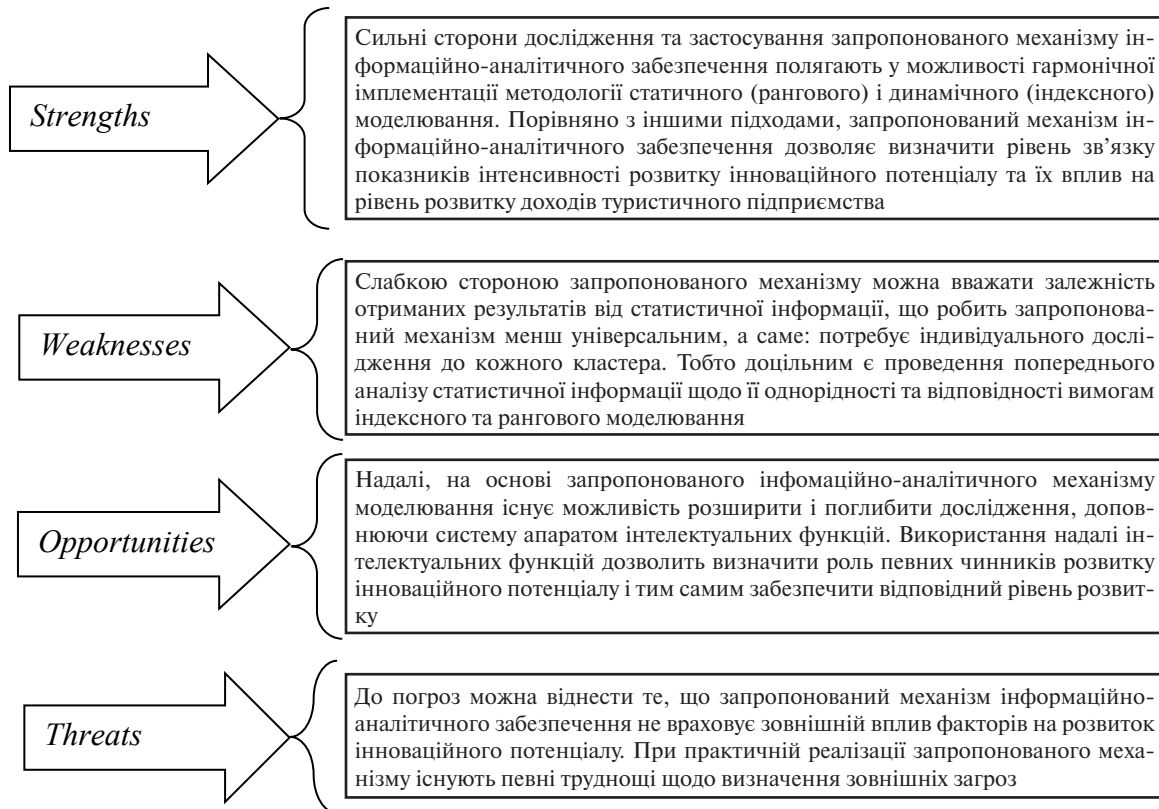 Strengths
Сильні сторони дослідження та застосування запропонованого механізму ін-
формаційно-аналітичного забезпечення полягають у можливості гармонічної
імплементації методології статичного (рангового) і динамічного (індексного)
моделювання. Порівняно з іншими підходами, запропонований механізм ін-
формаційно-аналітичного забезпечення дозволяє визначити рівень зв’язку
показників інтенсивності розвитку інноваційного потенціалу та їх вплив на
рівень розвитку доходів туристичного підприємства
Weaknesses
Слабкою стороною запропонованого механізму можна вважати залежність
отриманих результатів від статистичної інформації, що робить запропонова-
ний механізм менш універсальним, а саме: потребує індивідуального дослі-
дження до кожного кластера. Тобто доцільним є проведення попереднього
аналізу статистичної інформації щодо її однорідності та відповідності вимогам
індексного та рангового моделювання
Opportunities
Надалі, на основі запропонованого інфомаційно-аналітичного механізму
моделювання існує можливість розширити і поглибити дослідження, допов-
нюючи систему апаратом інтелектуальних функцій. Використання надалі ін-
телектуальних функцій дозволить визначити роль певних чинників розвитку
інноваційного потенціалу і тим самим забезпечити відповідний рівень розвит-
ку
Threats
До погроз можна віднести те, що запропонований механізм інформаційно-
аналітичного забезпечення не враховує зовнішній вплив факторів на розвиток
інноваційного потенціалу. При практичній реалізації запропонованого меха-
нізму існують певні труднощі щодо визначення зовнішніх загроз